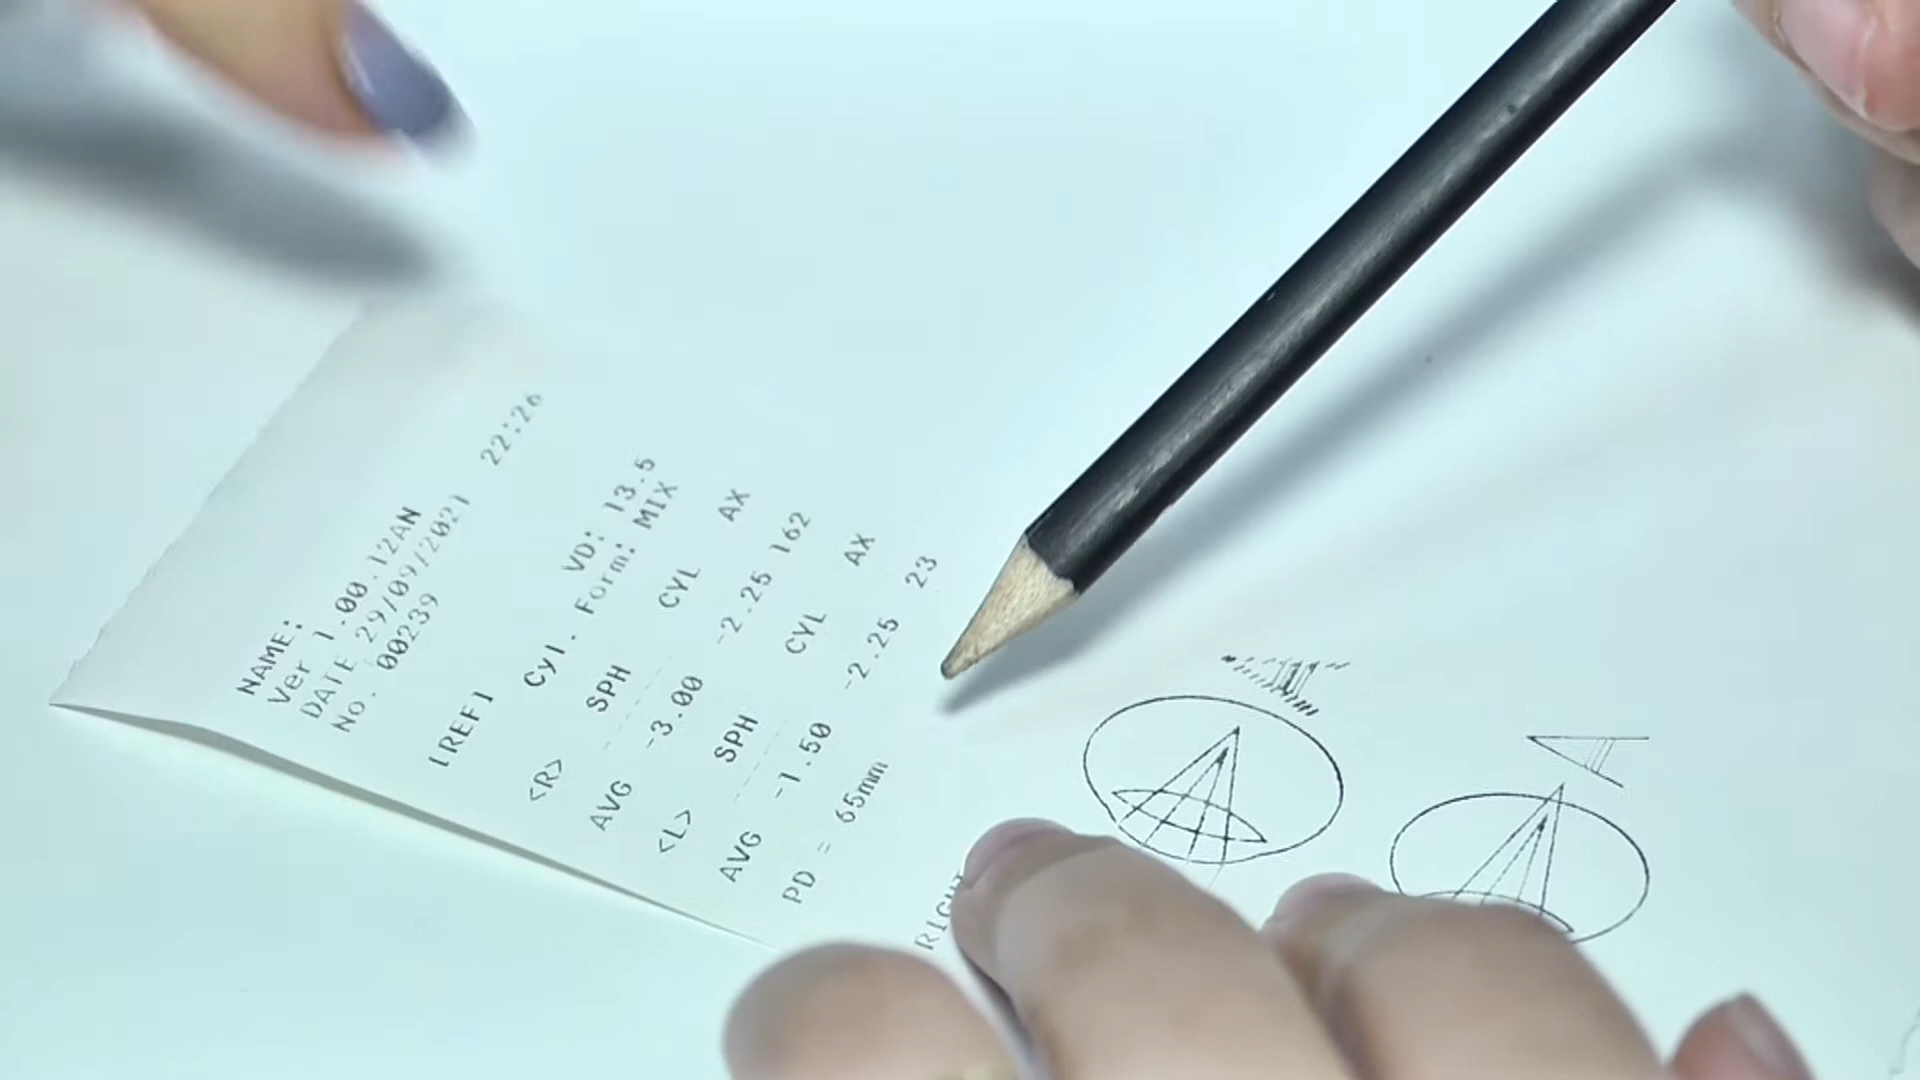 NAME:
Ver 1.00.12AN
DATE 29/09/2021 22:26
NO. 00239
[REF]
VD: 13.5
Cyl. Form: MIX
<R> SPH CYL AX
AVG -3.00 -2.25 162
<L> SPH CYL AX
AVG -1.50 -2.25 23
PD = 65mm
RIGHT
A